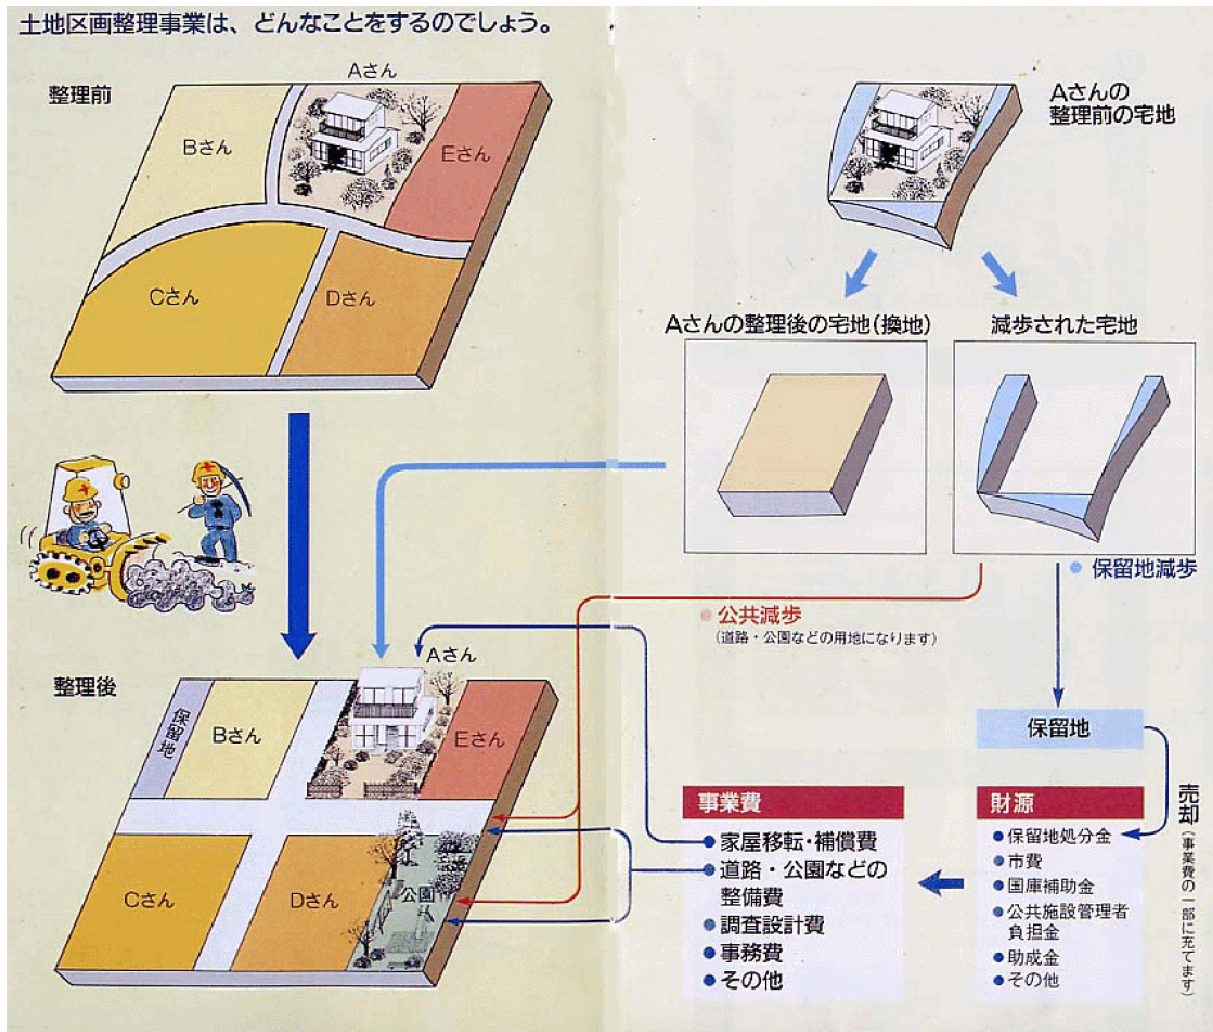 土地区画整理事業は、どんなことをするのでしょう。
整理前
Aさん
Bさん
Eさん
Cさん
Dさん
Aさんの
整理前の宅地
Aさんの整理後の宅地(換地)
減歩された宅地
保留地減歩
公共減歩
(道路・公園などの用地になります)
整理後
Aさん
保留地
Bさん
Eさん
Cさん
Dさん
公園
保留地
売却(事業費の一部に充てます)
事業費
●家屋移転・補償費
●道路・公園などの
整備費
●調査設計費
●事務費
●その他
財源
●保留地処分金
●市費
●国庫補助金
●公共施設管理者
負担金
●助成金
●その他